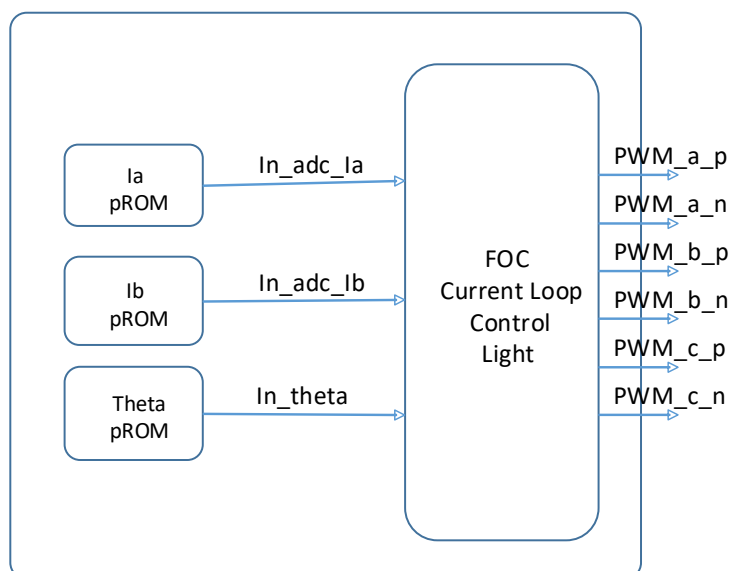 Ia
pROM
In_adc_Ia
Ib
pROM
In_adc_Ib
Theta
pROM
In_theta
FOC
Current Loop
Control
Light
PWM_a_p
PWM_a_n
PWM_b_p
PWM_b_n
PWM_c_p
PWM_c_n